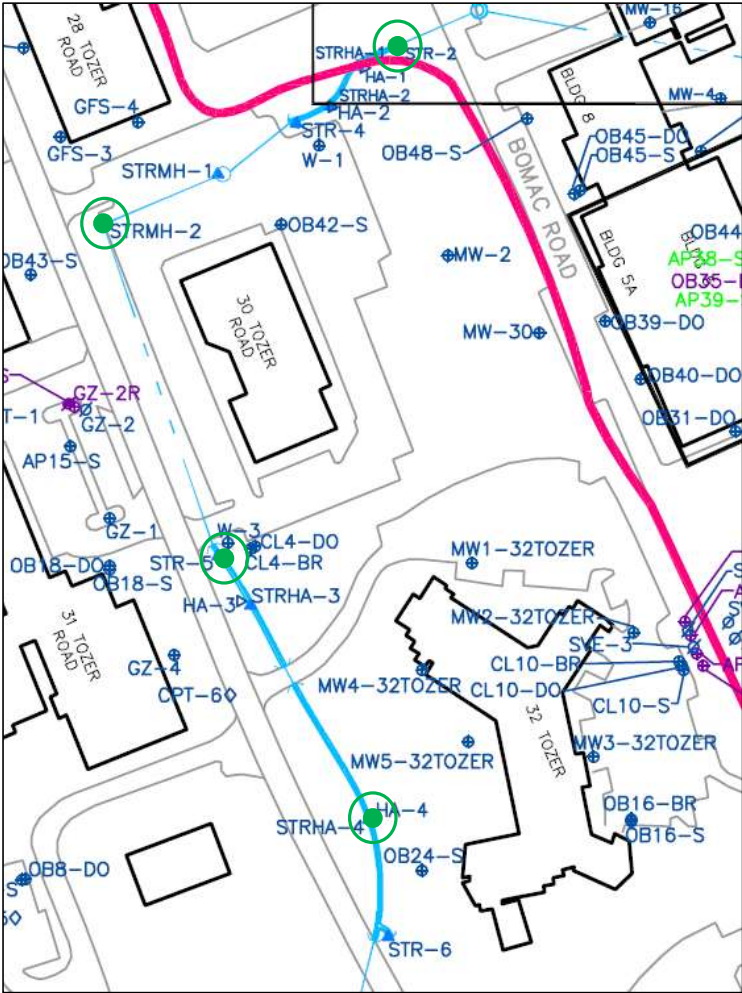 MW-16
28 TOZER
ROAD
STRHA-1
STR-2
HA-1
MW-4
BLDG 8
STRHA-2
HA-2
GFS-4
STR-4
GFS-3
W-1
OB48-S
OB45-DO
OB45-S
STRMH-1
BOMAC ROAD
STRMH-2
OB42-S
OB44
BLDG 5A
AP38-S
MW-2
OB43-S
OB35-
AP39-
30 TOZER
ROAD
MW-30
OB39-DO
S
GZ-2R
OB40-DO
T-1
GZ-2
OB31-DO
AP15-S
GZ-1
W-3
CL4-DO
STR-5
CL4-BR
MW1-32TOZER
OB18-DO
OB18-S
HA-3
STRHA-3
MW2-32TOZER
31 TOZER
ROAD
SVE-3
GZ-4
CL10-BR
CPT-6
MW4-32TOZER
CL10-DO
CL10-S
32 TOZER
MW5-32TOZER
MW3-32TOZER
HA-4
STRHA-4
OB16-BR
OB16-S
OB24-S
OB8-DO
S
STR-6